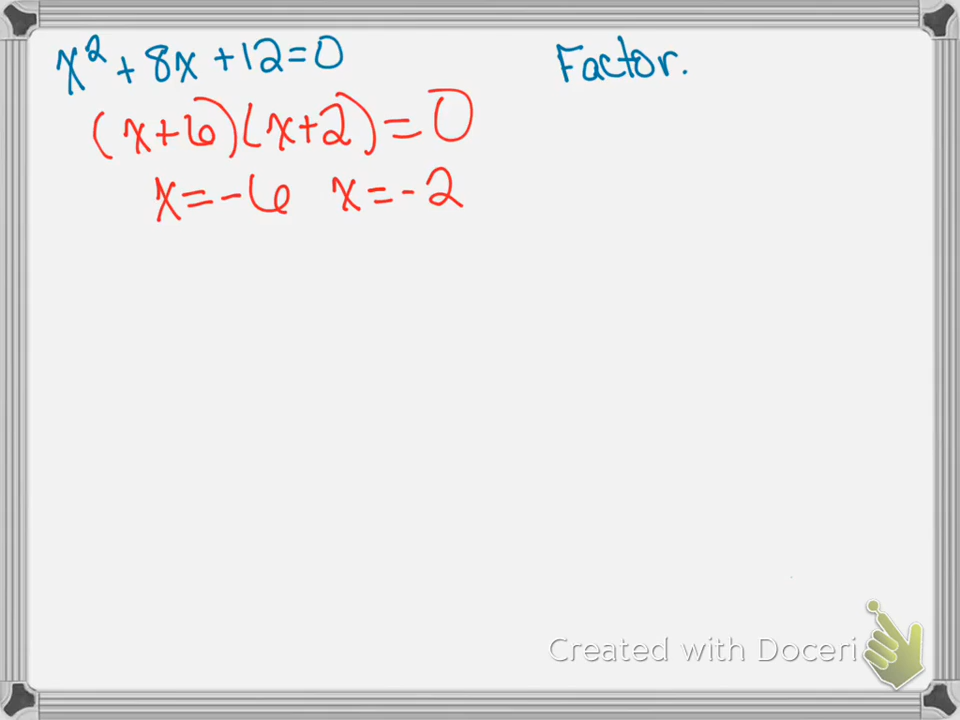 x² + 8x + 12 = 0
Factor.
(x+6)(x+2) = 0
x = -6 x = -2
Created with Doceri